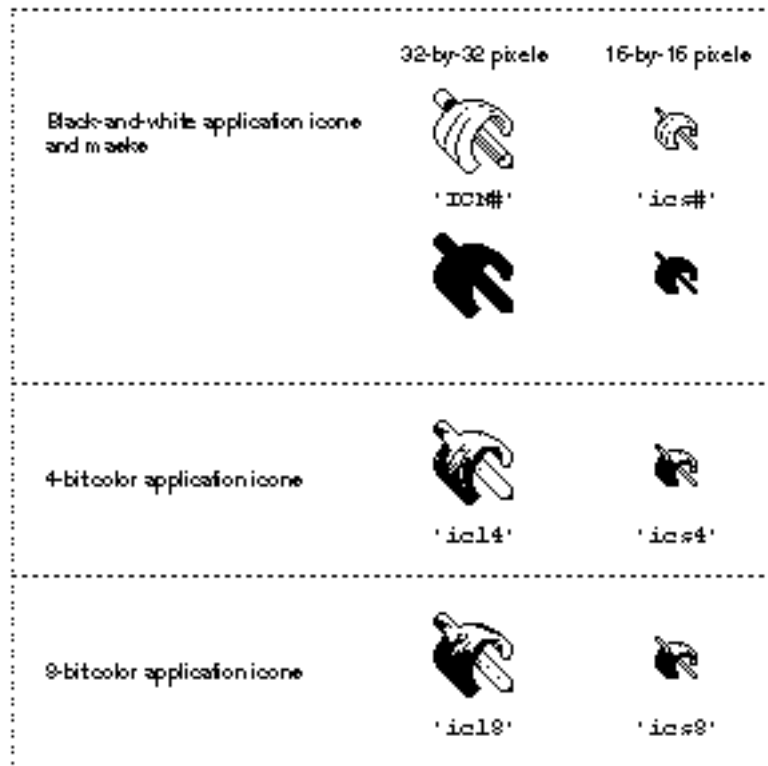 32-by-32 pixels 16-by-16 pixels
Black-and-white application icons
and masks
'ICN#' 'ics#'
4-bit color application icons
'icl4' 'ics4'
8-bit color application icons
'icl8' 'ics8'